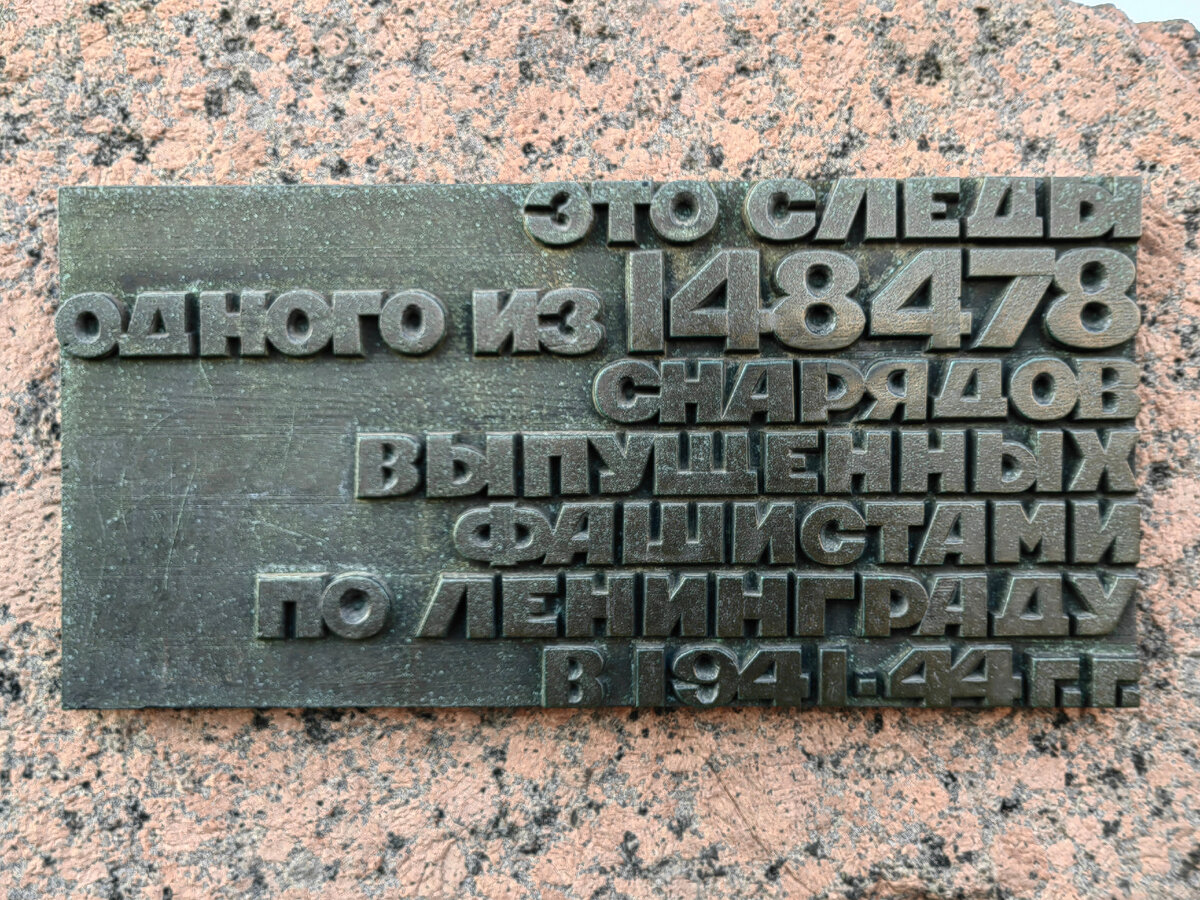 ЭТО СЛЕДЫ
ОДНОГО ИЗ 148478
СНАРЯДОВ
ВЫПУЩЕННЫХ
ФАШИСТАМИ
ПО ЛЕНИНГРАДУ
В 1941-44 г.г.